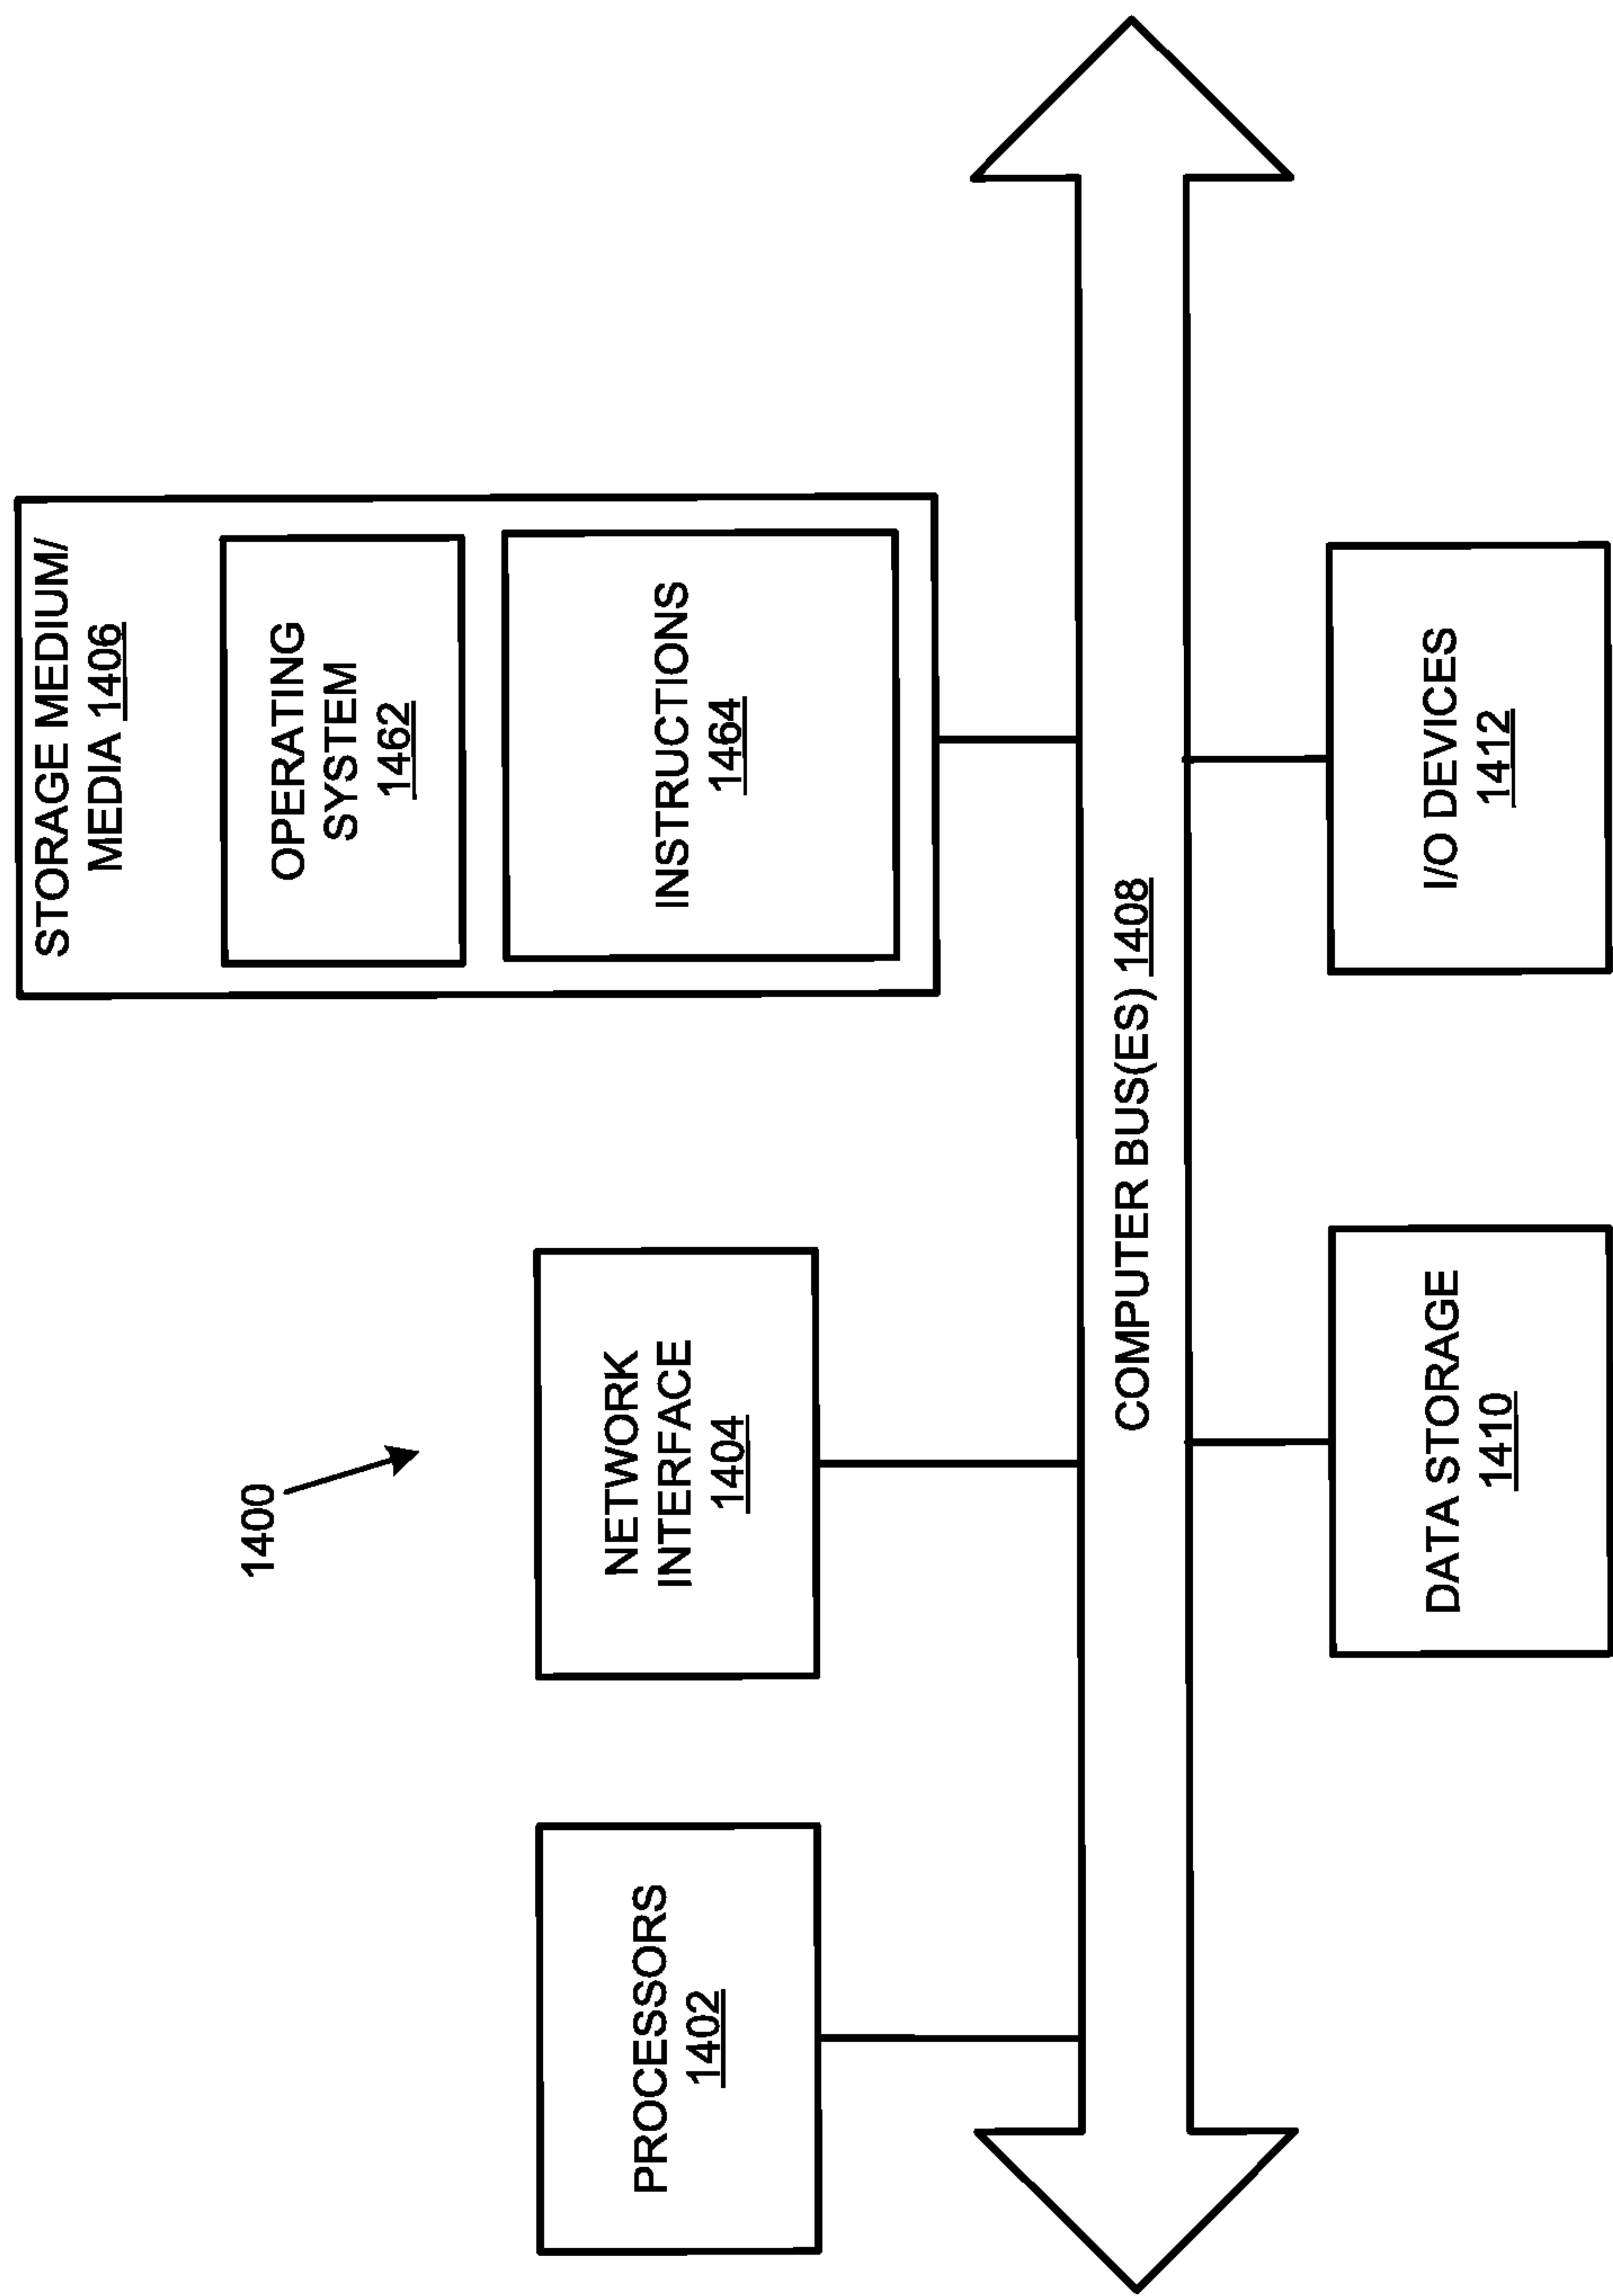 1400
PROCESSORS
1402
NETWORK
INTERFACE
1404
STORAGE MEDIUM/
MEDIA 1406
OPERATING
SYSTEM
1462
INSTRUCTIONS
1464
COMPUTER BUS(ES) 1408
DATA STORAGE
1410
I/O DEVICES
1412